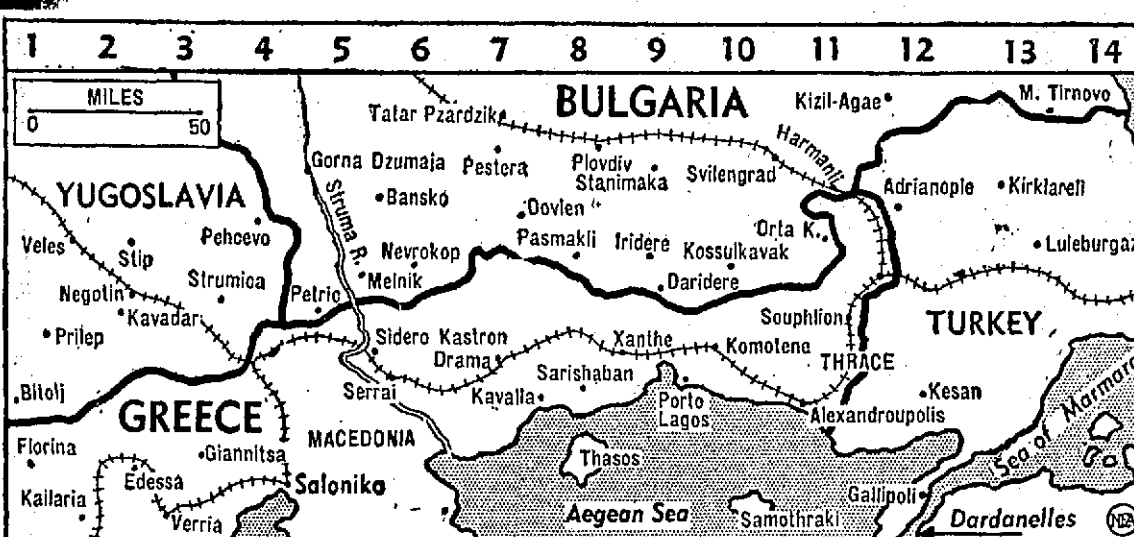 1 2 3 4 5 6 7 8 9 10 11 12 13 14
MILES
0 50
BULGARIA
Kizil-Agae
M. Tirnovo
Tatar Pzardzik
Harmanli
Gorna Dzumaja
Pestera
Plovdiv
Stanimaka
Svilengrad
YUGOSLAVIA
Struma R.
Bansko
Dovlen
Adrianople
Kirklareli
Pehcevo
Veles
Stip
Nevrokop
Pasmakli
Iridere
Kossulkavak
Orta K.
Luleburgaz
Strumica
Melnik
Daridere
Negotin
Petric
Kavadar
Souphlion
TURKEY
Prilep
Sidero Kastron
Drama
Xanthe
Komotena
THRACE
Bitolj
Serrai
Sarishaban
Kavalla
Porto
Lagos
Kesan
Alexandroupolis
Sea of Marmara
GREECE
MACEDONIA
Florina
Giannitsa
Thasos
Edessa
Kailaria
Salonika
Verria
Aegean Sea
Samothraki
Gallipoli
Dardanelles
NEA